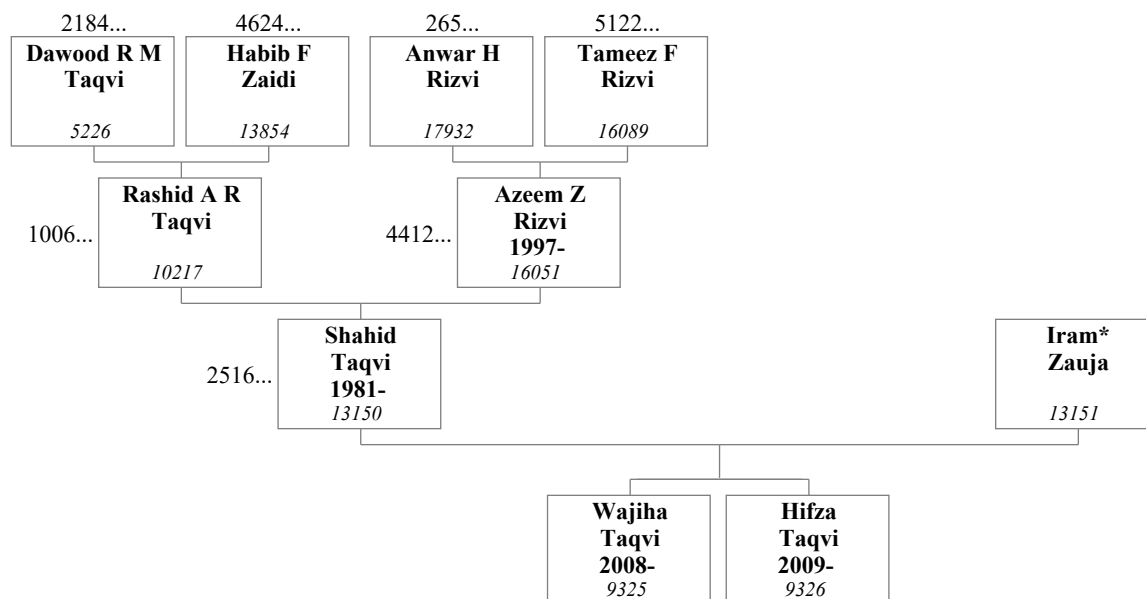 2184...
4624...
265...
5122...
Dawood R M
Taqvi
5226
Habib F
Zaidi
13854
Anwar H
Rizvi
17932
Tameez F
Rizvi
16089
1006...
Rashid A R
Taqvi
10217
4412...
Azeem Z
Rizvi
1997-
16051
2516...
Shahid
Taqvi
1981-
13150
Iram*
Zauja
13151
Wajiha
Taqvi
2008-
9325
Hifza
Taqvi
2009-
9326